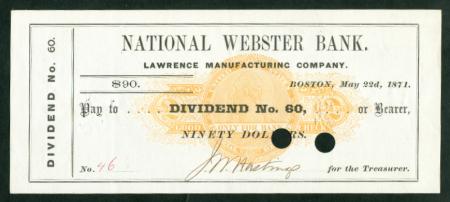 DIVIDEND No. 60.
NATIONAL WEBSTER BANK.
LAWRENCE MANUFACTURING COMPANY.
$90. BOSTON, May 22d, 1871.
Pay to . . . . . DIVIDEND No. 60, or Bearer,
NINETY DOLLARS.
No. 46 for the Treasurer.